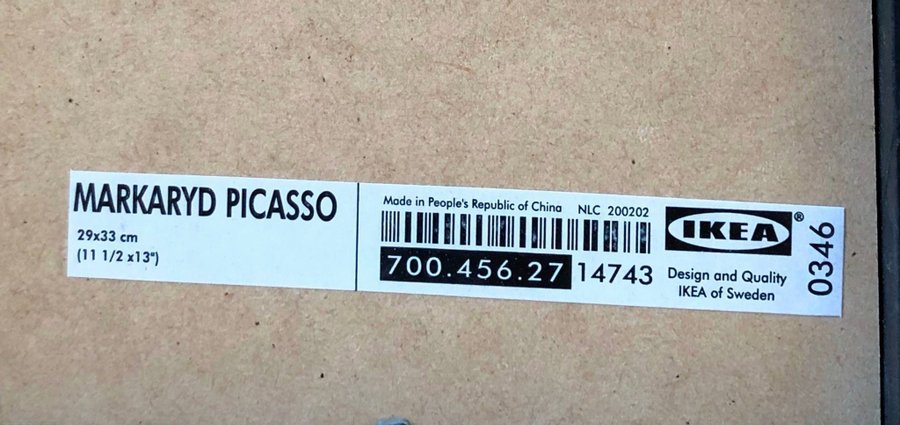 MARKARYD PICASSO
29x33 cm
(11 1/2 x13")
Made in People's Republic of China NLC 200202
700.456.27 14743
IKEA®
Design and Quality
IKEA of Sweden
0346